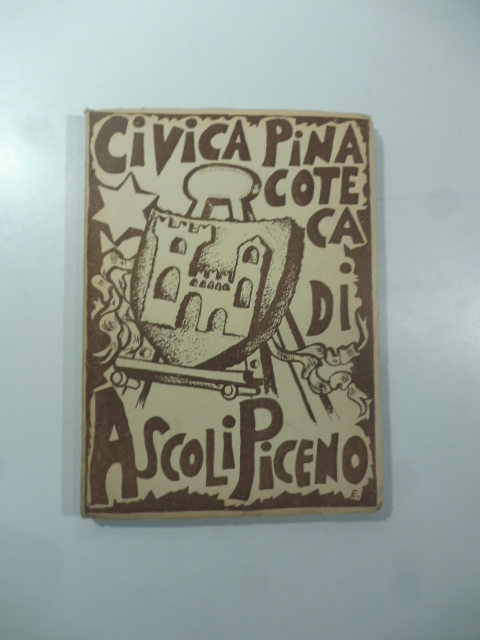 CIVICA PINA
COTE
CA
DI
ASCOLI PICENO
E.